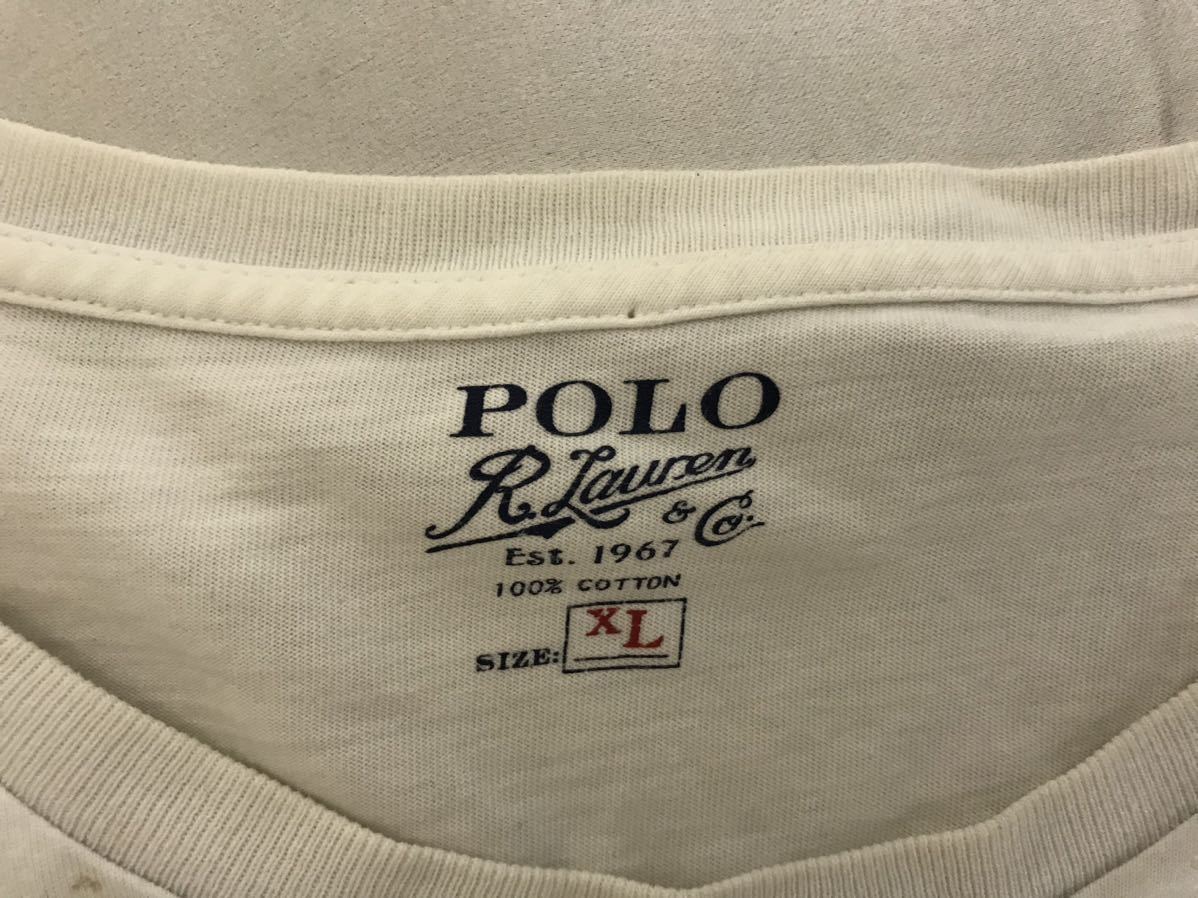 POLO
R. Lauren
& Co.
Est. 1967
100% COTTON
SIZE: XL